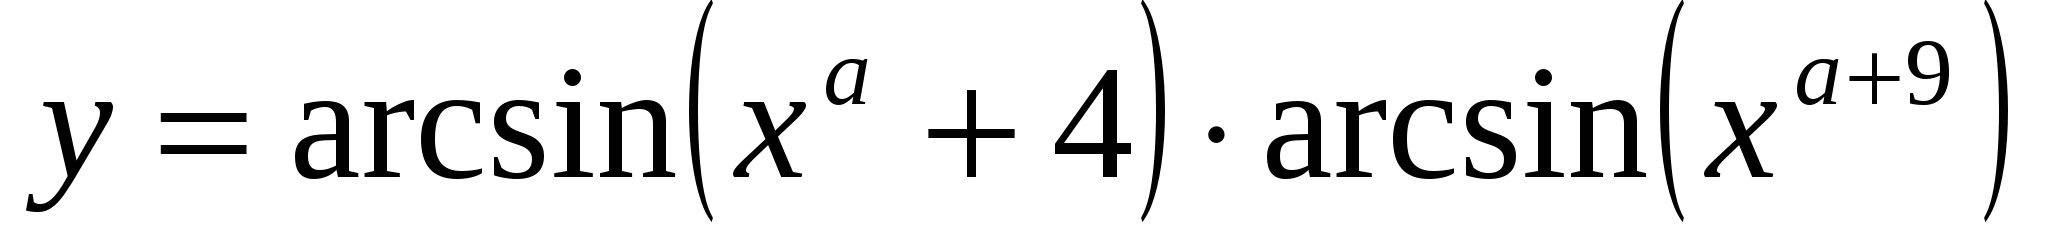 y = arcsin(x^a + 4) · arcsin(x^{a+9})